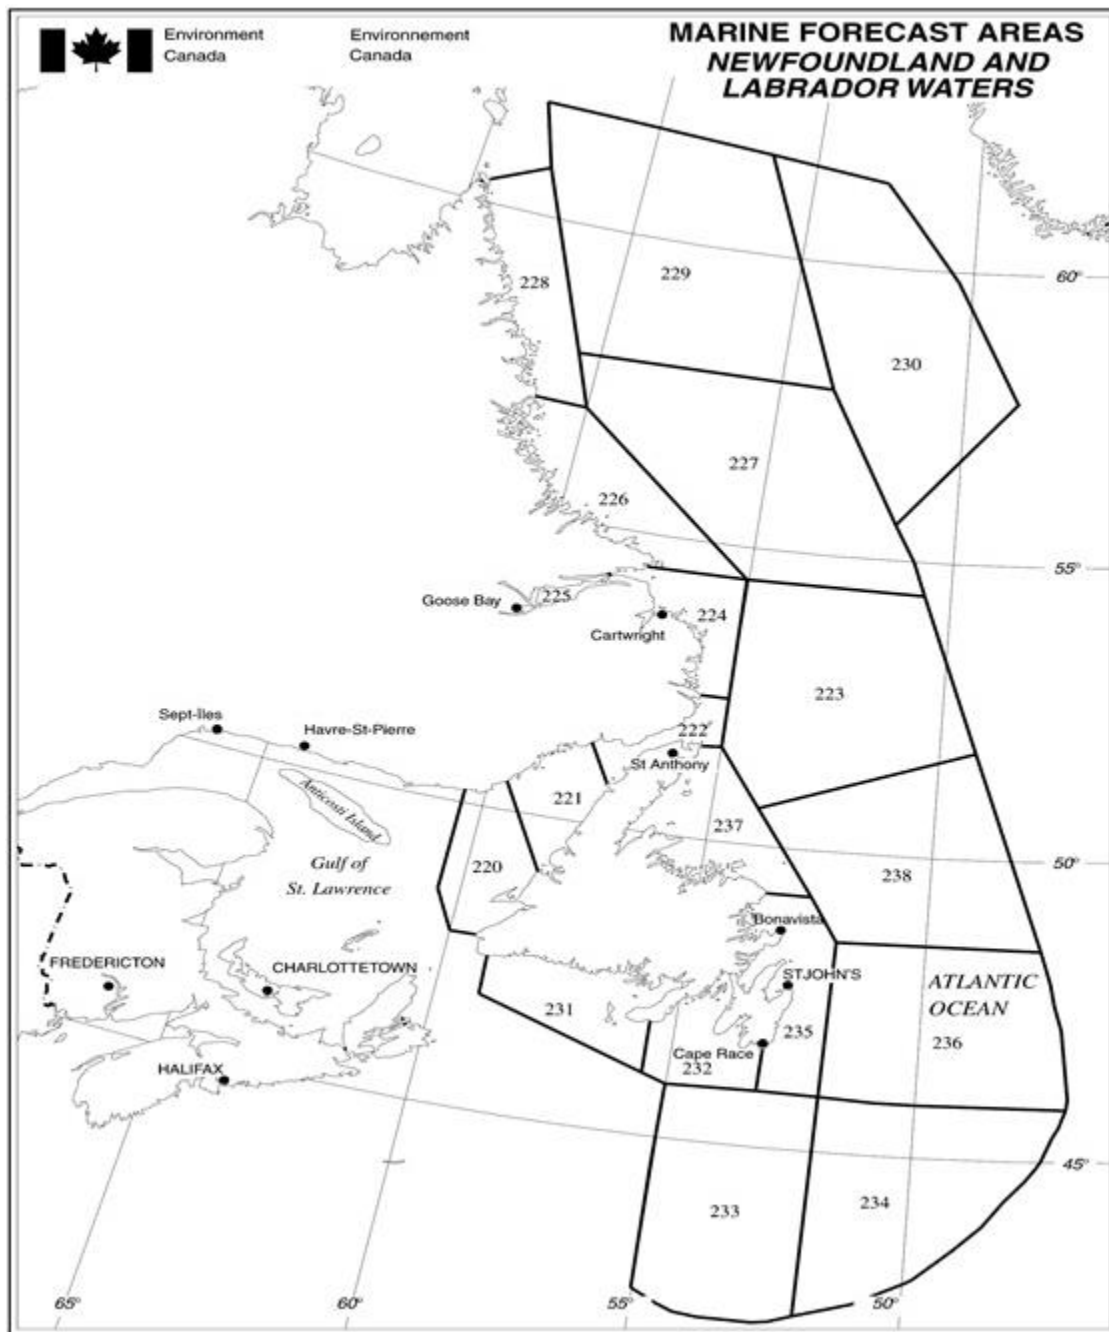 Environment
Canada
Environnement
Canada
MARINE FORECAST AREAS
NEWFOUNDLAND AND
LABRADOR WATERS
60°
228
229
230
227
226
55°
Goose Bay
225
224
Cartwright
223
Sept-Îles
Havre-St-Pierre
222
St Anthony
Anticosti Island
221
237
Gulf of
St. Lawrence
220
50°
238
Bonavista
FREDERICTON
CHARLOTTETOWN
STJOHN'S
ATLANTIC
OCEAN
231
235
236
Cape Race
232
HALIFAX
45°
233
234
65°
60°
55°
50°